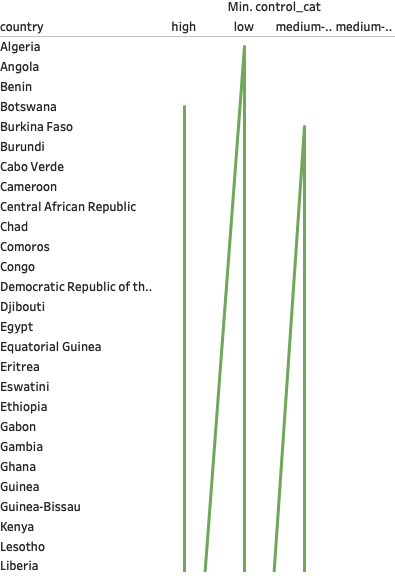 Min. control_cat
country high low medium-.. medium-..
Algeria
Angola
Benin
Botswana
Burkina Faso
Burundi
Cabo Verde
Cameroon
Central African Republic
Chad
Comoros
Congo
Democratic Republic of th..
Djibouti
Egypt
Equatorial Guinea
Eritrea
Eswatini
Ethiopia
Gabon
Gambia
Ghana
Guinea
Guinea-Bissau
Kenya
Lesotho
Liberia